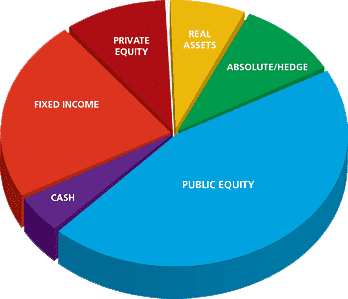 PRIVATE
EQUITY
REAL
ASSETS
ABSOLUTE/HEDGE
FIXED INCOME
PUBLIC EQUITY
CASH